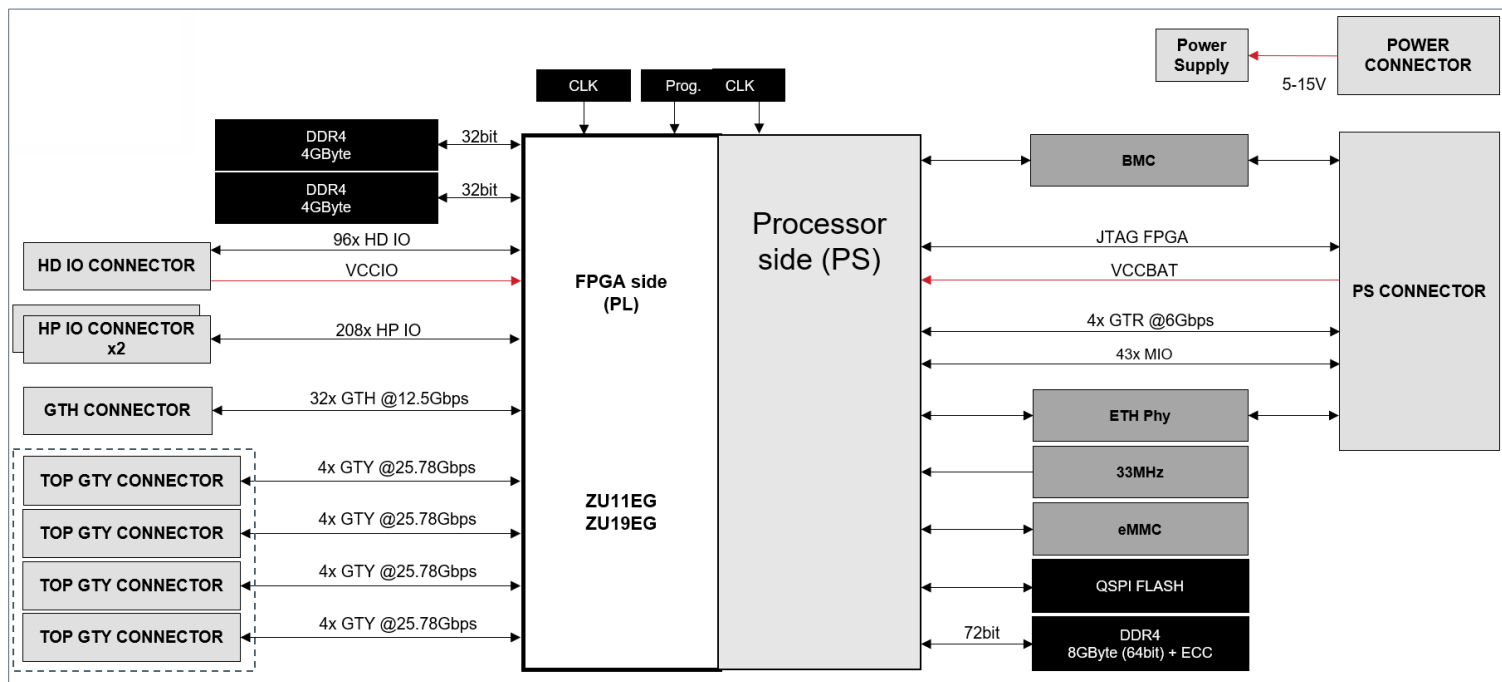 Power
Supply
POWER
CONNECTOR
5-15V
CLK
Prog.
CLK
DDR4
4GByte
32bit
DDR4
4GByte
32bit
HD IO CONNECTOR
96x HD IO
VCCIO
HP IO CONNECTOR
x2
208x HP IO
GTH CONNECTOR
32x GTH @12.5Gbps
TOP GTY CONNECTOR
4x GTY @25.78Gbps
TOP GTY CONNECTOR
4x GTY @25.78Gbps
TOP GTY CONNECTOR
4x GTY @25.78Gbps
TOP GTY CONNECTOR
4x GTY @25.78Gbps
FPGA side
(PL)
ZU11EG
ZU19EG
Processor
side (PS)
BMC
JTAG FPGA
VCCBAT
4x GTR @6Gbps
43x MIO
PS CONNECTOR
ETH Phy
33MHz
eMMC
QSPI FLASH
72bit
DDR4
8GByte (64bit) + ECC